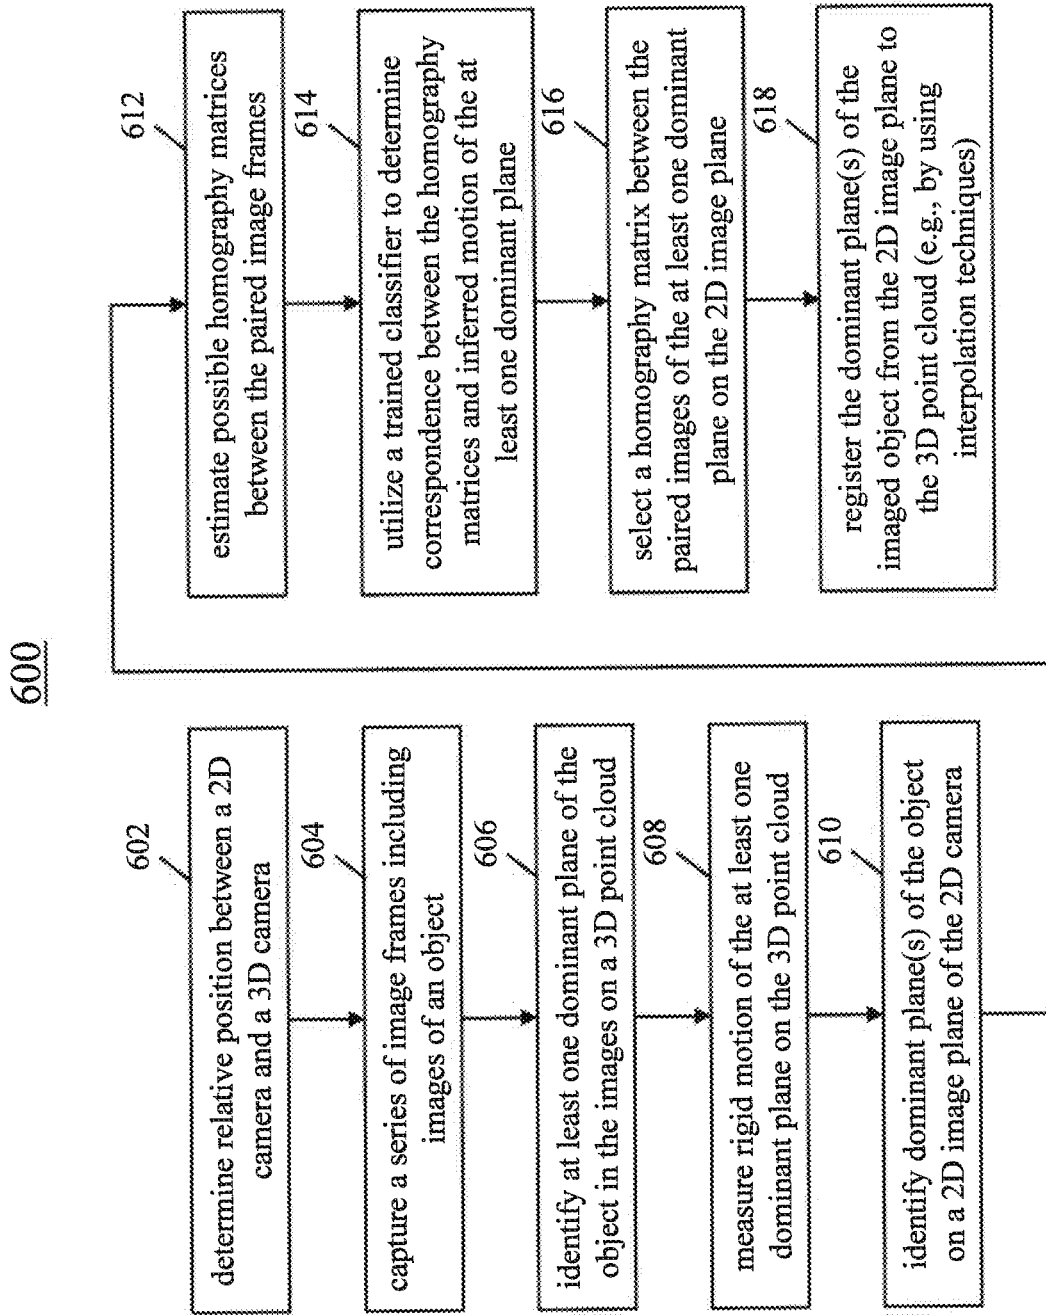 600
602
determine relative position between a 2D
camera and a 3D camera
604
capture a series of image frames including
images of an object
606
identify at least one dominant plane of the
object in the images on a 3D point cloud
608
measure rigid motion of the at least one
dominant plane on the 3D point cloud
610
identify dominant plane(s) of the object
on a 2D image plane of the 2D camera
612
estimate possible homography matrices
between the paired image frames
614
utilize a trained classifier to determine
correspondence between the homography
matrices and inferred motion of the at
least one dominant plane
616
select a homography matrix between the
paired images of the at least one dominant
plane on the 2D image plane
618
register the dominant plane(s) of the
imaged object from the 2D image plane to
the 3D point cloud (e.g., by using
interpolation techniques)